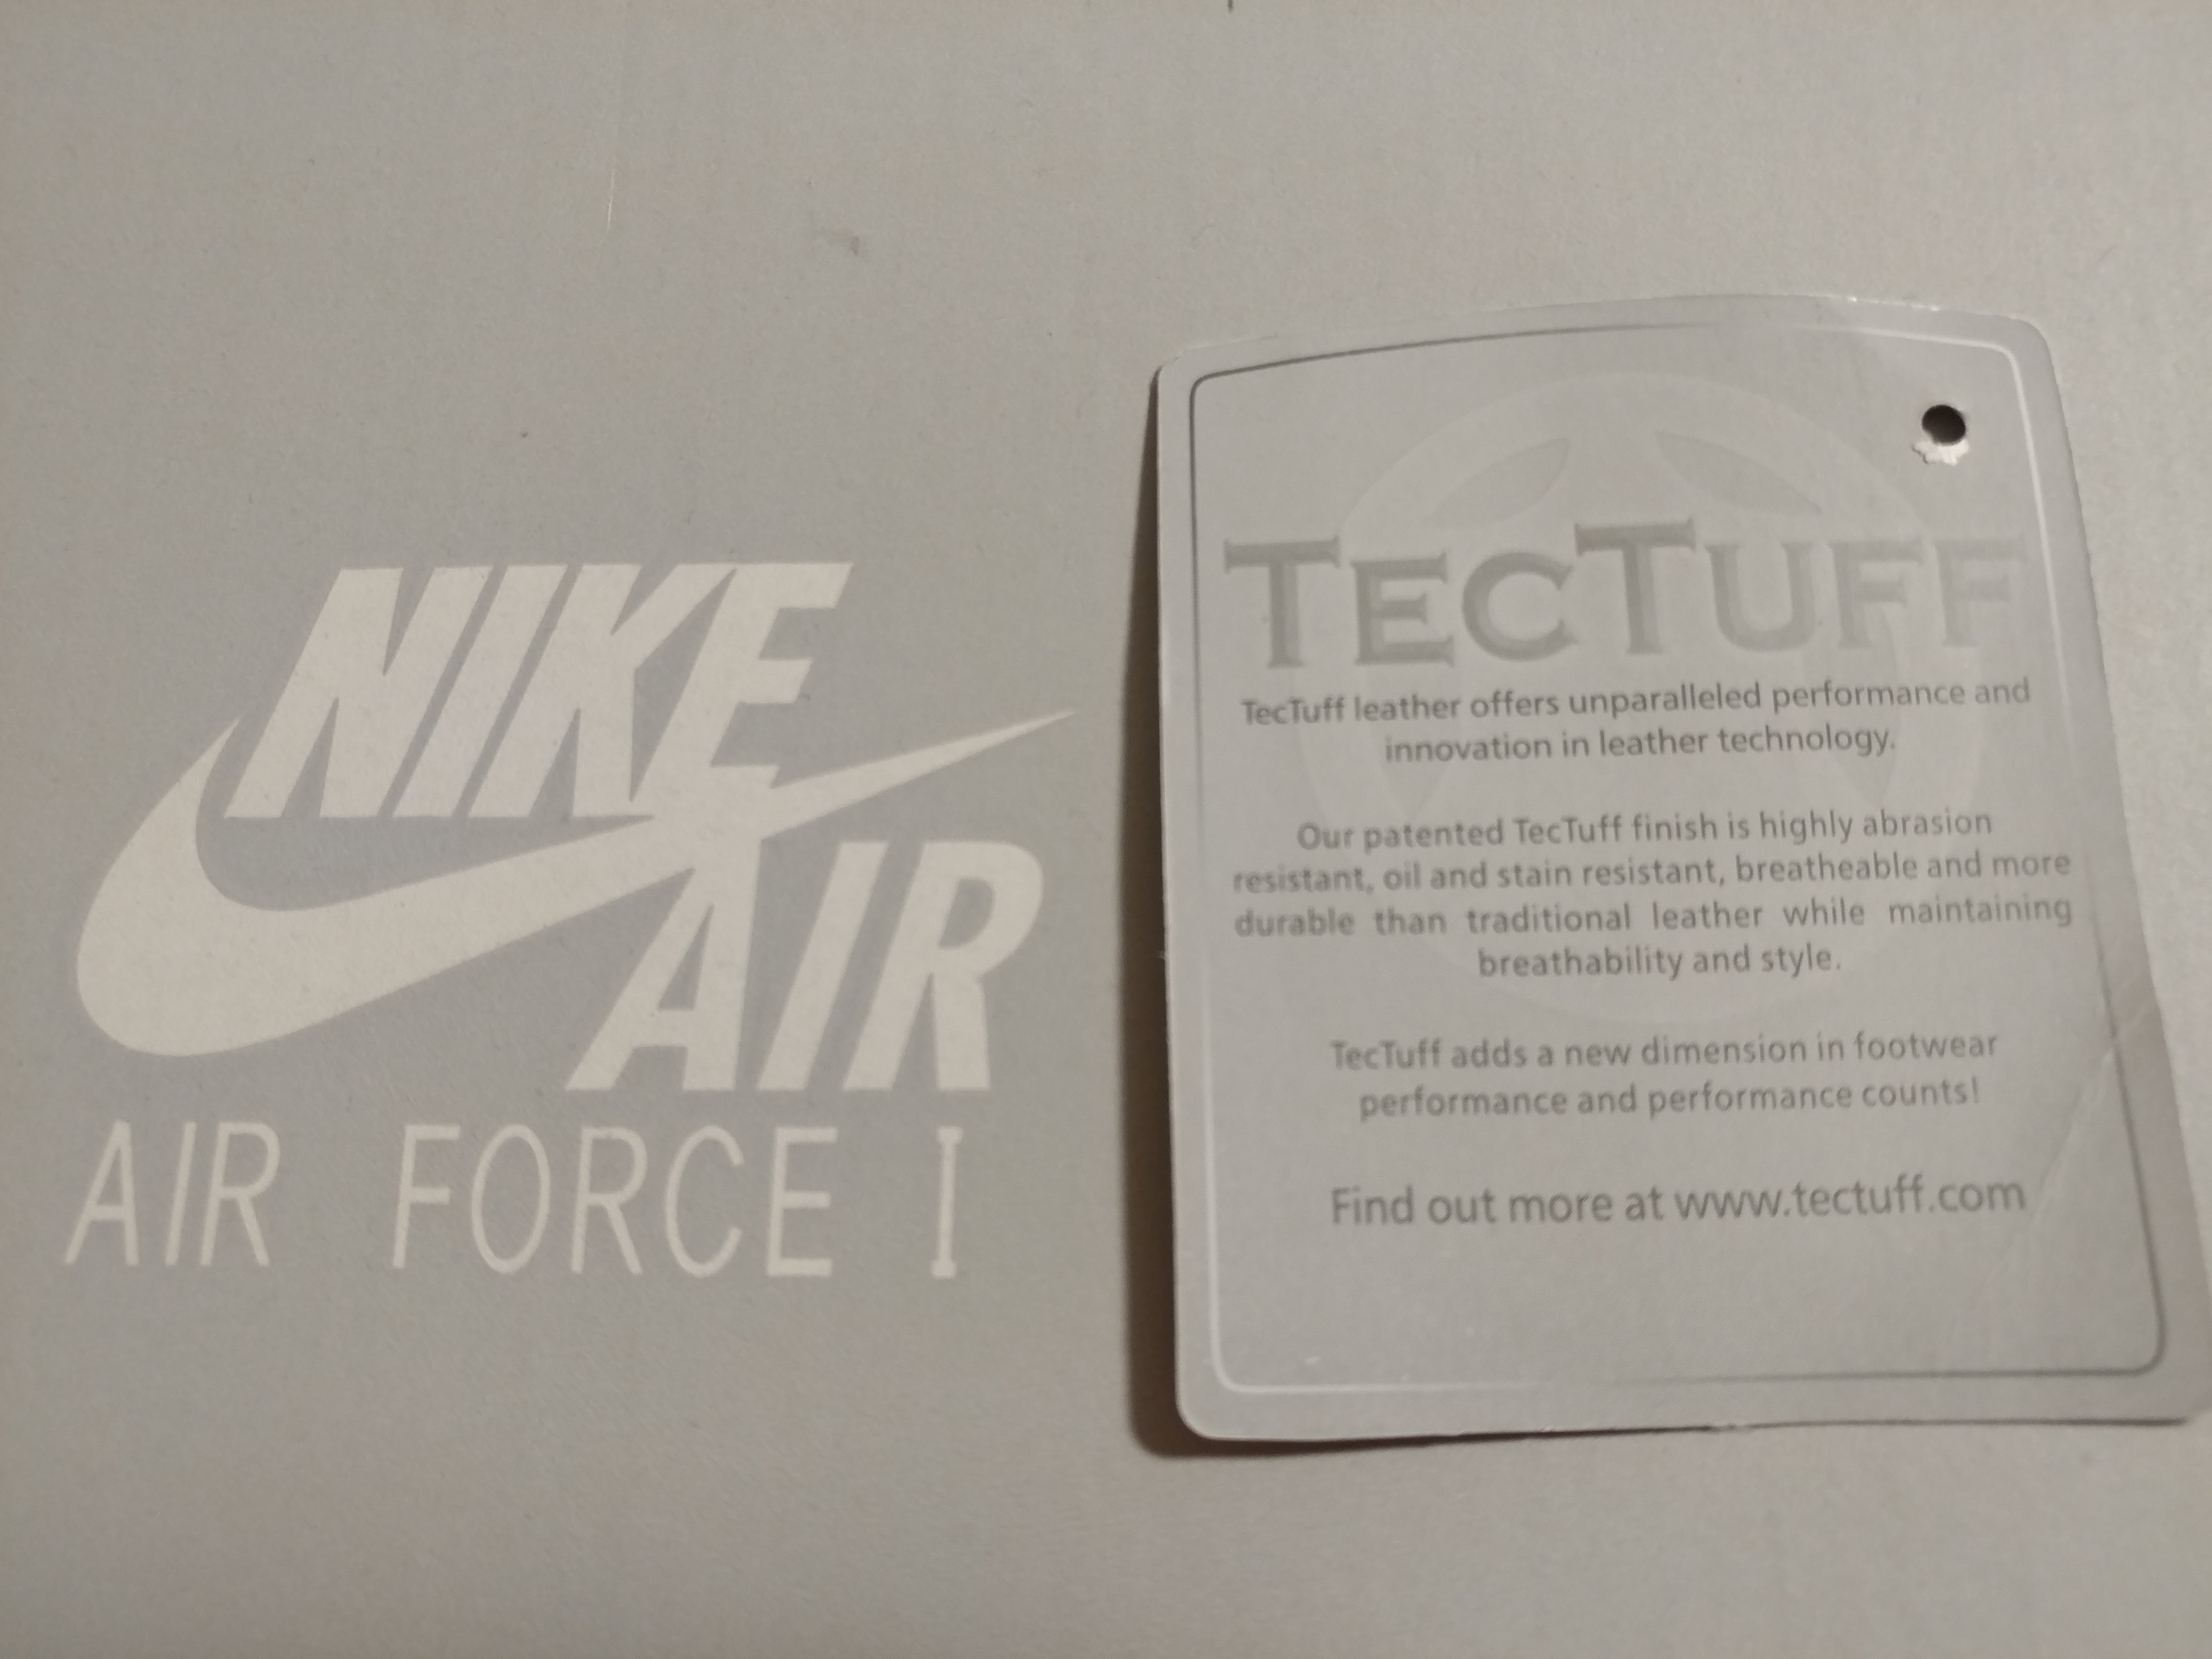 NIKE
AIR
AIR FORCE I
TECTUFF
TecTuff leather offers unparalleled performance and
innovation in leather technology.
Our patented TecTuff finish is highly abrasion
resistant, oil and stain resistant, breatheable and more
durable than traditional leather while maintaining
breathability and style.
TecTuff adds a new dimension in footwear
performance and performance counts!
Find out more at www.tectuff.com